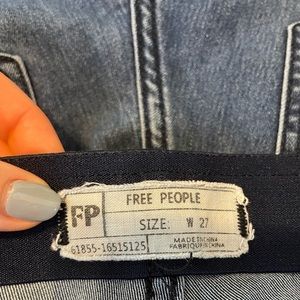 FP
FREE PEOPLE
SIZE: W 27
61855-16515125
MADE IN CHINA
FABRIQUE EN CHINE